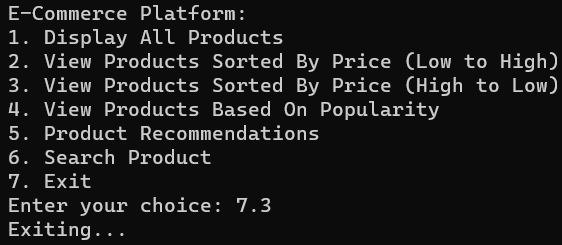 E-Commerce Platform:
1. Display All Products
2. View Products Sorted By Price (Low to High)
3. View Products Sorted By Price (High to Low)
4. View Products Based On Popularity
5. Product Recommendations
6. Search Product
7. Exit
Enter your choice: 7.3
Exiting...